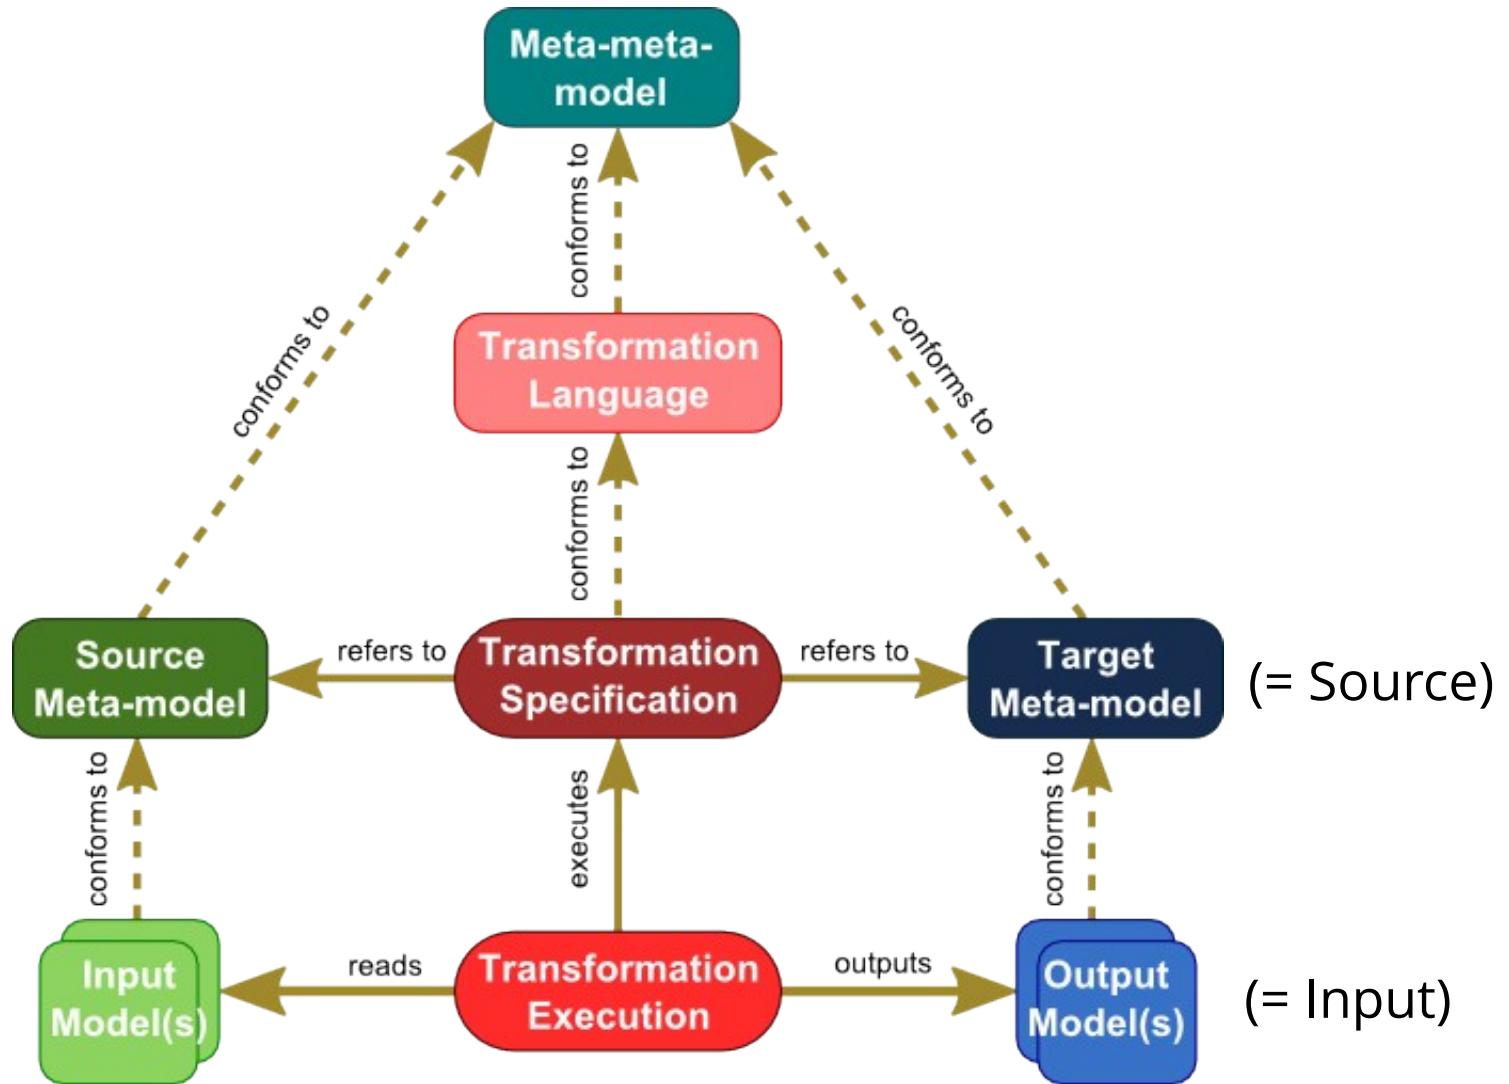 Meta-meta-
model
conforms to
conforms to
conforms to
Transformation
Language
conforms to
Source
Meta-model
refers to
Transformation
Specification
refers to
Target
Meta-model
(= Source)
conforms to
executes
conforms to
Input
Model(s)
reads
Transformation
Execution
outputs
Output
Model(s)
(= Input)